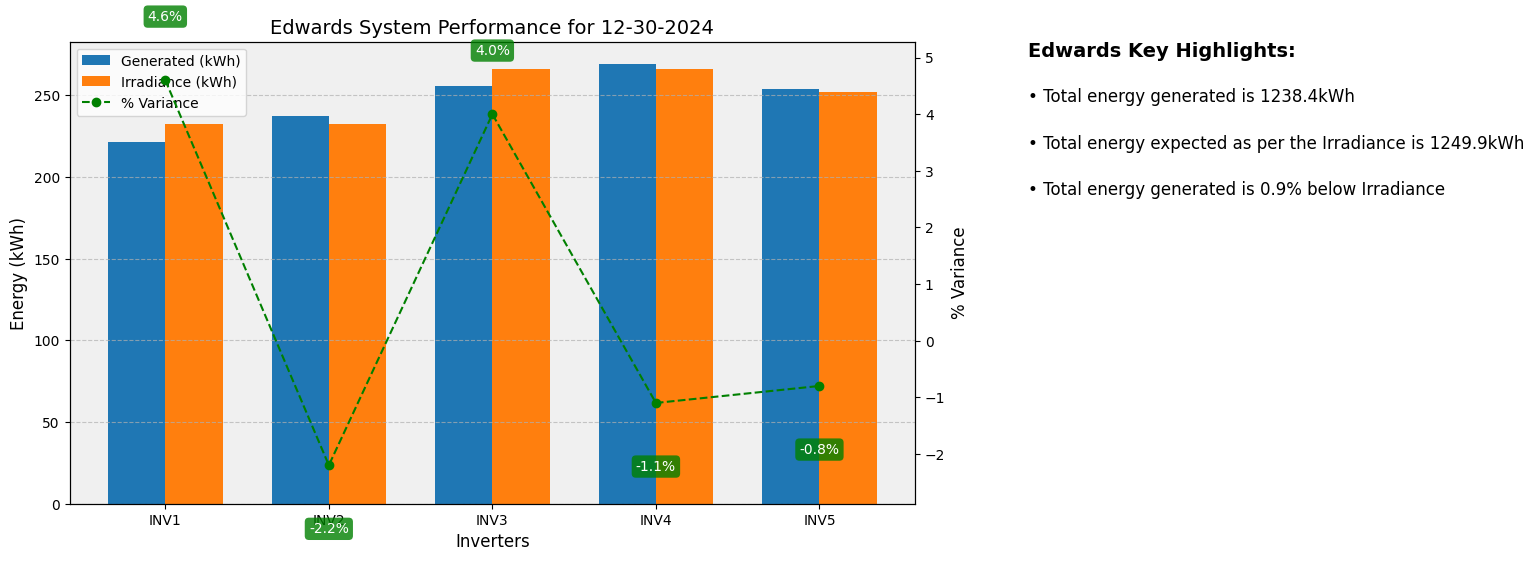 4.6%
Edwards System Performance for 12-30-2024
4.0%
Generated (kWh)
Irradiance (kWh)
% Variance
Energy (kWh)
250
200
150
100
50
0
5
4
3
2
1
0
−1
−2
% Variance
-1.1%
-0.8%
INV1
INV2
INV3
INV4
INV5
-2.2%
Inverters
Edwards Key Highlights:
• Total energy generated is 1238.4kWh
• Total energy expected as per the Irradiance is 1249.9kWh
• Total energy generated is 0.9% below Irradiance